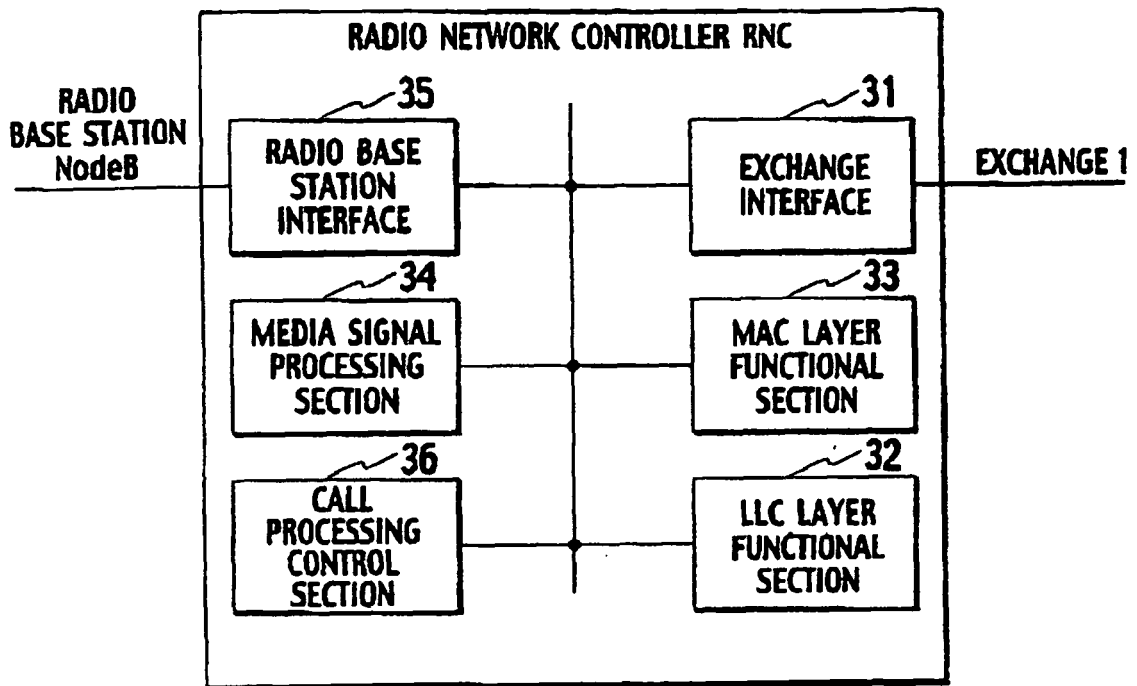 RADIO NETWORK CONTROLLER RNC
RADIO
BASE STATION
NodeB
35
RADIO BASE
STATION
INTERFACE
31
EXCHANGE
INTERFACE
EXCHANGE 1
34
MEDIA SIGNAL
PROCESSING
SECTION
33
MAC LAYER
FUNCTIONAL
SECTION
36
CALL
PROCESSING
CONTROL
SECTION
32
LLC LAYER
FUNCTIONAL
SECTION